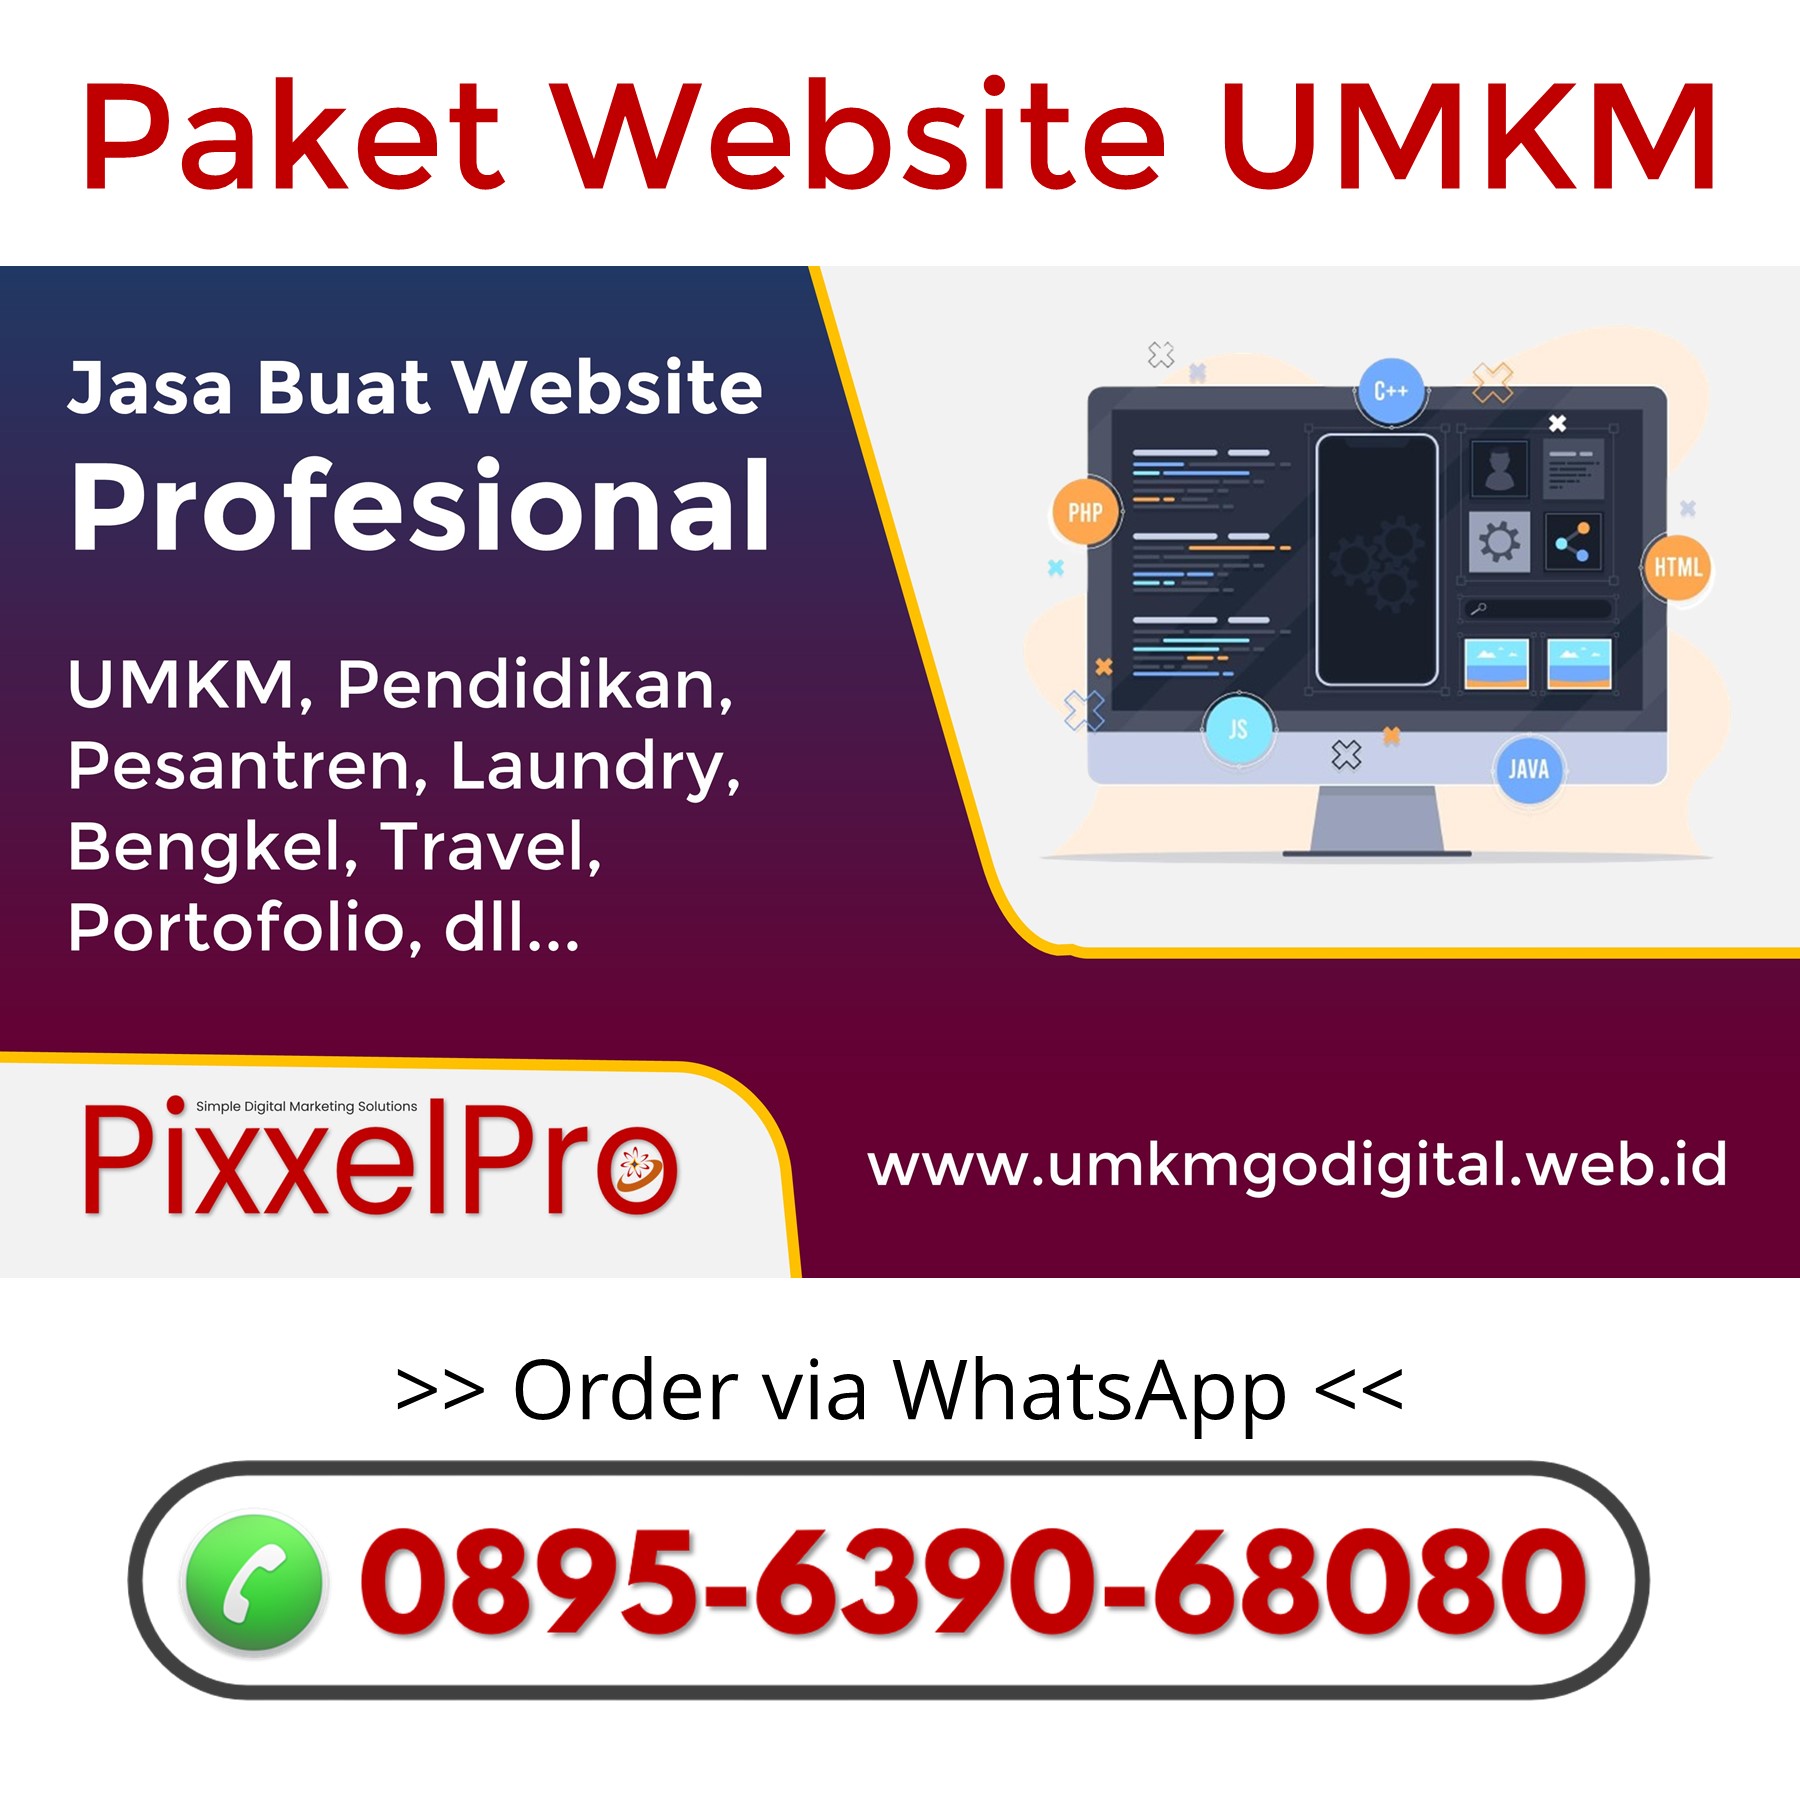 Paket Website UMKM
Jasa Buat Website
Profesional
UMKM, Pendidikan,
Pesantren, Laundry,
Bengkel, Travel,
Portofolio, dll...
C++
PHP
HTML
JS
JAVA
Simple Digital Marketing Solutions
PixxelPro
www.umkmgodigital.web.id
>> Order via WhatsApp <<
0895-6390-68080